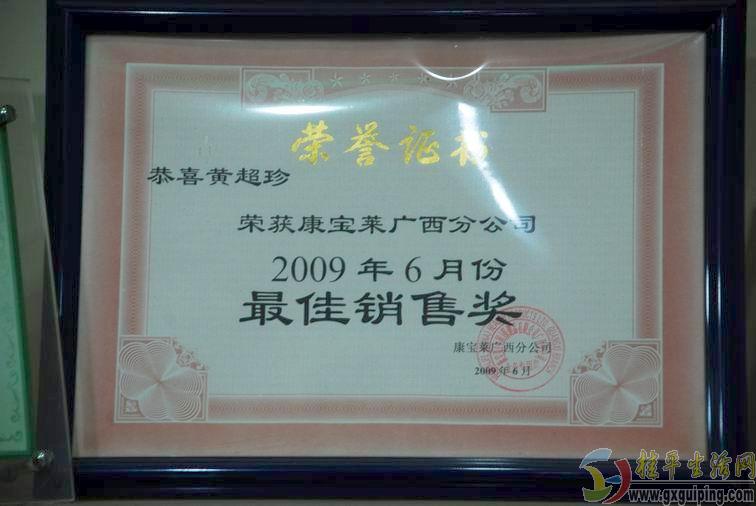 荣誉证书
恭喜黄超珍
荣获康宝莱广西分公司
2009年6月份
最佳销售奖
康宝莱广西分公司
2009年6月
桂平生活网
www.gxguiping.com